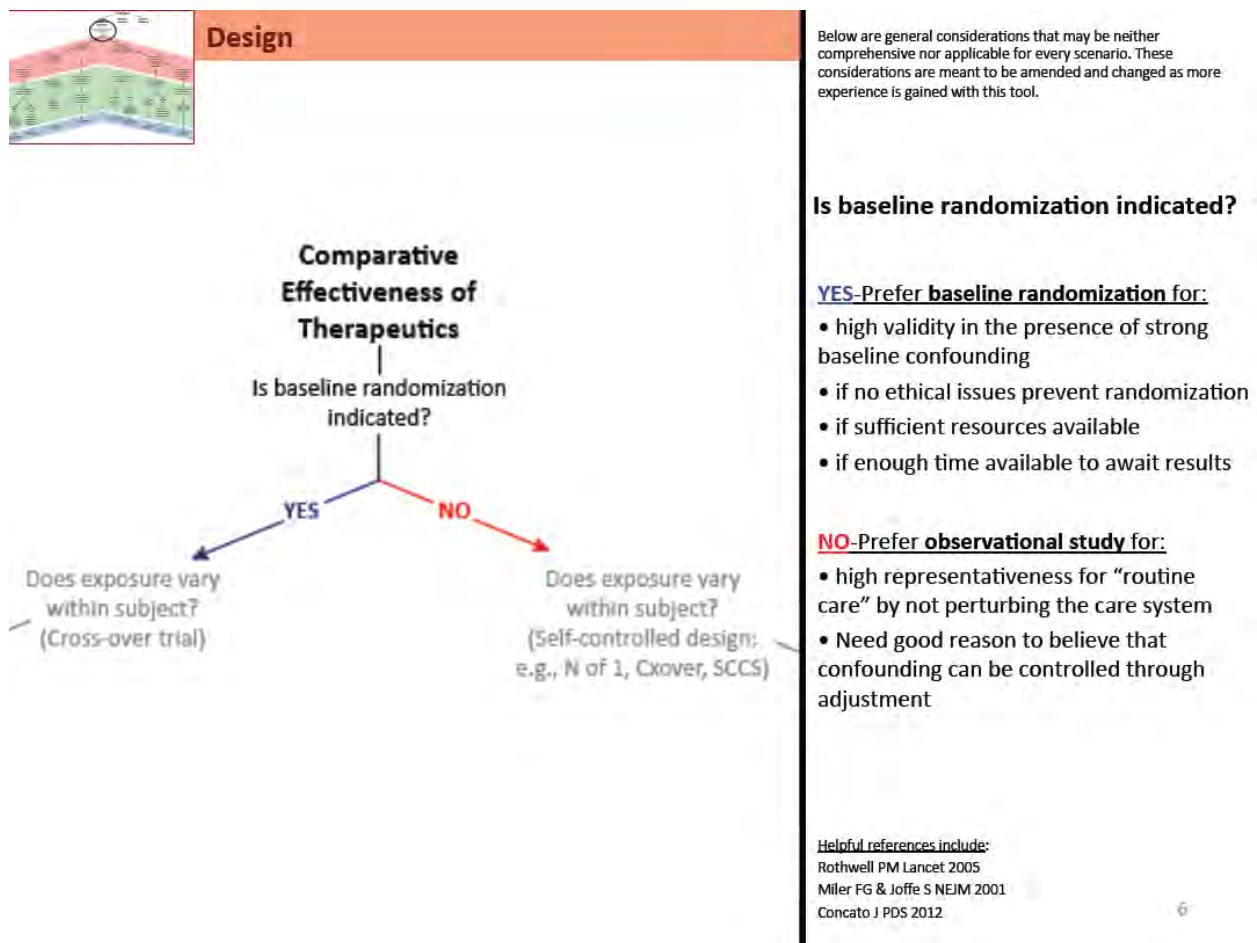 Design
Comparative
Effectiveness of
Therapeutics
Is baseline randomization
indicated?
YES
NO
Does exposure vary
within subject?
(Cross-over trial)
Does exposure vary
within subject?
(Self-controlled design:
e.g., N of 1, Cxover, SCCS)
Below are general considerations that may be neither
comprehensive nor applicable for every scenario. These
considerations are meant to be amended and changed as more
experience is gained with this tool.
Is baseline randomization indicated?
YES-Prefer baseline randomization for:
• high validity in the presence of strong
baseline confounding
• if no ethical issues prevent randomization
• if sufficient resources available
• if enough time available to await results
NO-Prefer observational study for:
• high representativeness for “routine
care” by not perturbing the care system
• Need good reason to believe that
confounding can be controlled through
adjustment
Helpful references include:
Rothwell PM Lancet 2005
Miler FG & Joffe S NEJM 2001
Concato J PDS 2012
6